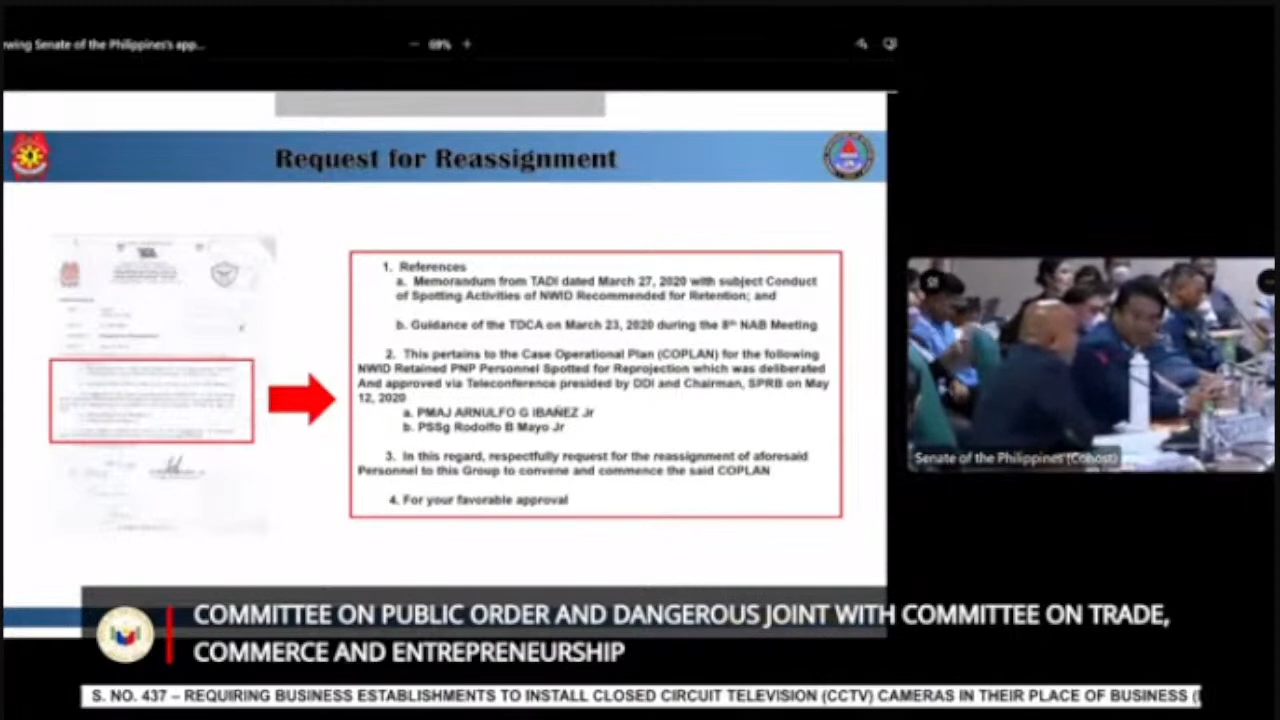 wing Senate of the Philippines's app...
69%
Request for Reassignment
1. References
a. Memorandum from TADI dated March 27, 2020 with subject Conduct
of Spotting Activities of NWID Recommended for Retention; and
b. Guidance of the TDCA on March 23, 2020 during the 8th NAB Meeting
2. This pertains to the Case Operational Plan (COPLAN) for the following
NWID Retained PNP Personnel Spotted for Reprojection which was deliberated
And approved via Teleconference presided by DDI and Chairman, SPRB on May
12, 2020
a. PMAJ ARNULFO G IBAÑEZ Jr
b. PSSg Rodolfo B Mayo Jr
3. In this regard, respectfully request for the reassignment of aforesaid
Personnel to this Group to convene and commence the said COPLAN
4. For your favorable approval
Senate of the Philippines (Cohost)
COMMITTEE ON PUBLIC ORDER AND DANGEROUS JOINT WITH COMMITTEE ON TRADE,
COMMERCE AND ENTREPRENEURSHIP
S. NO. 437 – REQUIRING BUSINESS ESTABLISHMENTS TO INSTALL CLOSED CIRCUIT TELEVISION (CCTV) CAMERAS IN THEIR PLACE OF BUSINESS (